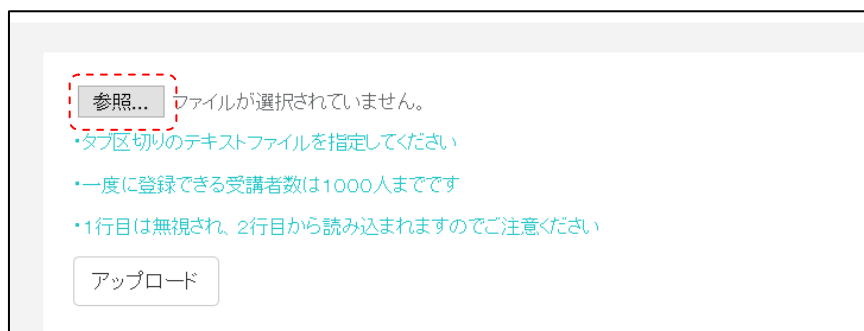 参照... ファイルが選択されていません。
・タブ区切りのテキストファイルを指定してください
・一度に登録できる受講者数は1000人までです
・1行目は無視され、2行目から読み込まれますのでご注意ください
アップロード